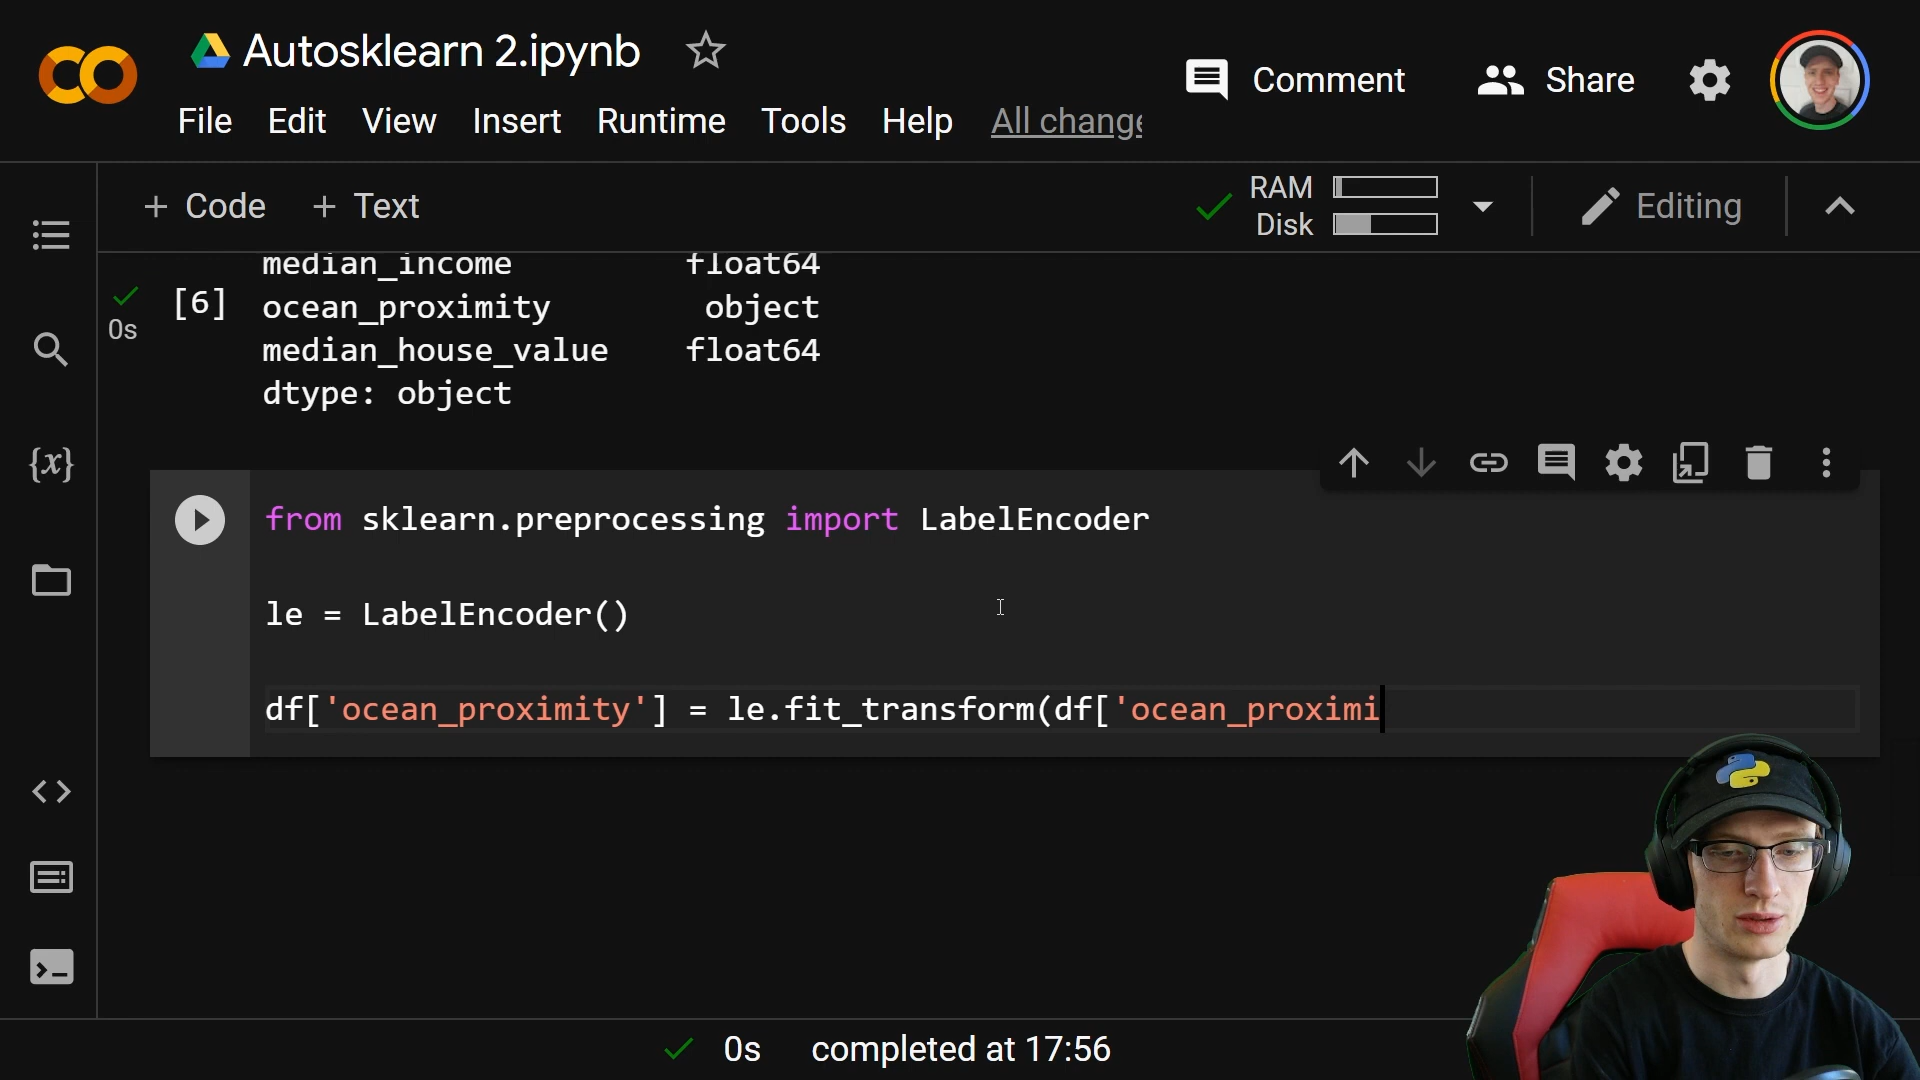 Autosklearn 2.ipynb
Comment
Share
File Edit View Insert Runtime Tools Help All change
+ Code + Text
RAM
Disk
Editing
median_income float64
0s [6] ocean_proximity object
median_house_value float64
dtype: object
{x}
from sklearn.preprocessing import LabelEncoder
le = LabelEncoder()
df['ocean_proximity'] = le.fit_transform(df['ocean_proximi
0s completed at 17:56